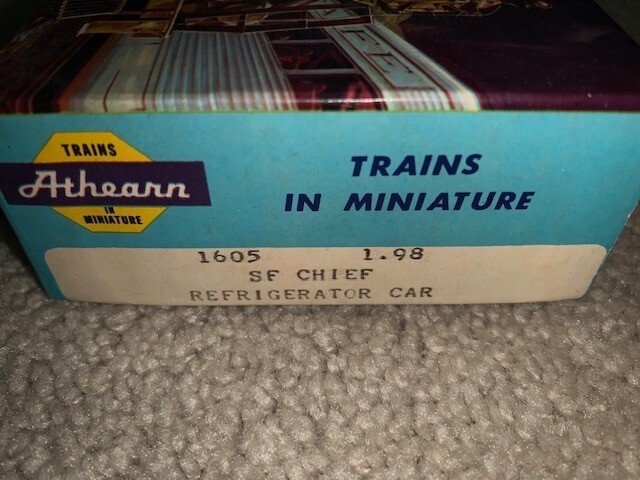 TRAINS
Athearn
IN
MINIATURE
TRAINS
IN MINIATURE
1605 1.98
SF CHIEF
REFRIGERATOR CAR